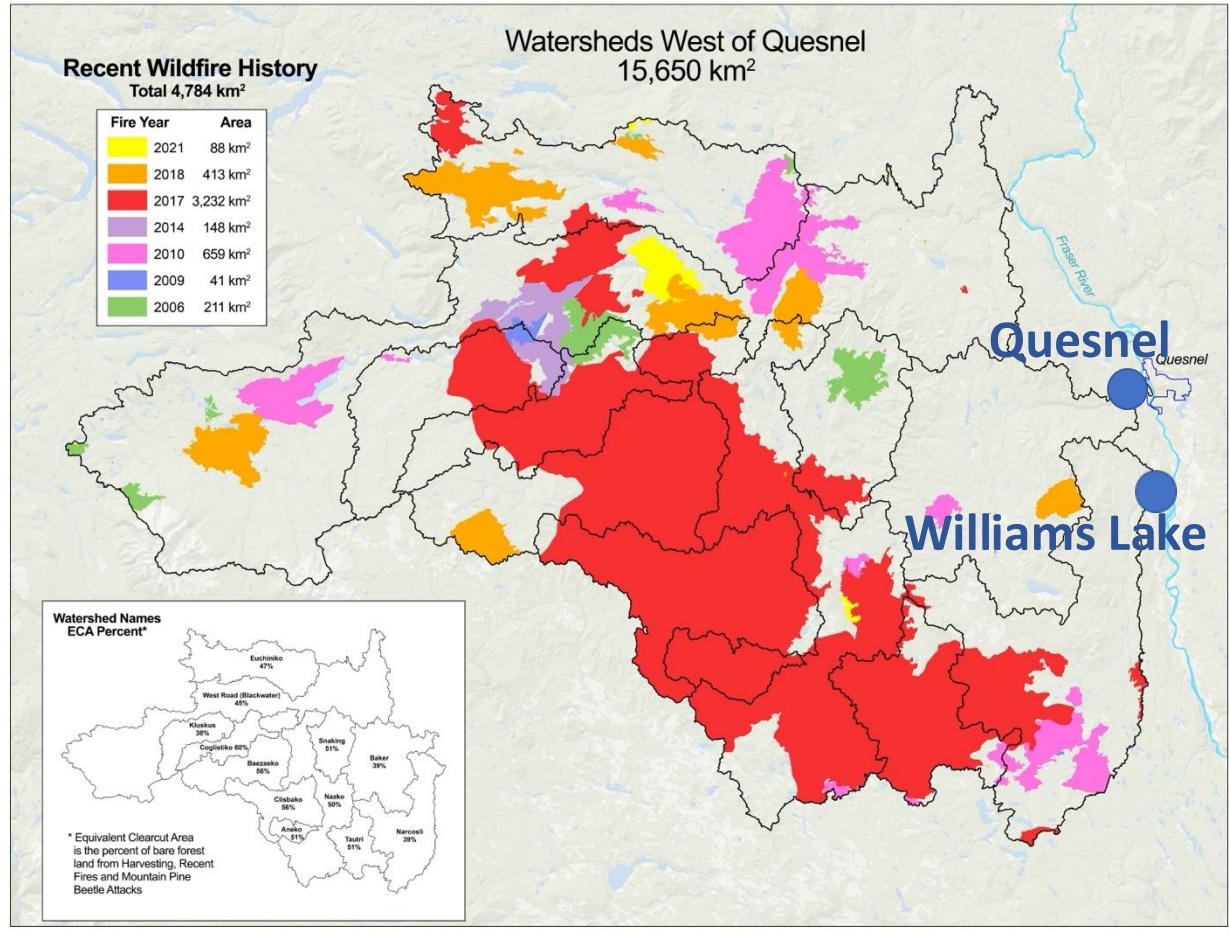 Watersheds West of Quesnel
15,650 km²
Recent Wildfire History
Total 4,784 km²
Fire Year Area
2021 88 km²
2018 413 km²
2017 3,232 km²
2014 148 km²
2010 659 km²
2009 41 km²
2006 211 km²
Fraser River
Quesnel
Quesnel
Williams Lake
Watershed Names
ECA Percent*
Euchiniko
47%
West Road (Blackwater)
45%
Kluskus
38%
Coglistiko 60%
Baezaeko
56%
Snaking
51%
Baker
39%
Clisbako
56%
Nazko
50%
Aneko
51%
Tautri
51%
Narcosli
39%
* Equivalent Clearcut Area
is the percent of bare forest
land from Harvesting, Recent
Fires and Mountain Pine
Beetle Attacks